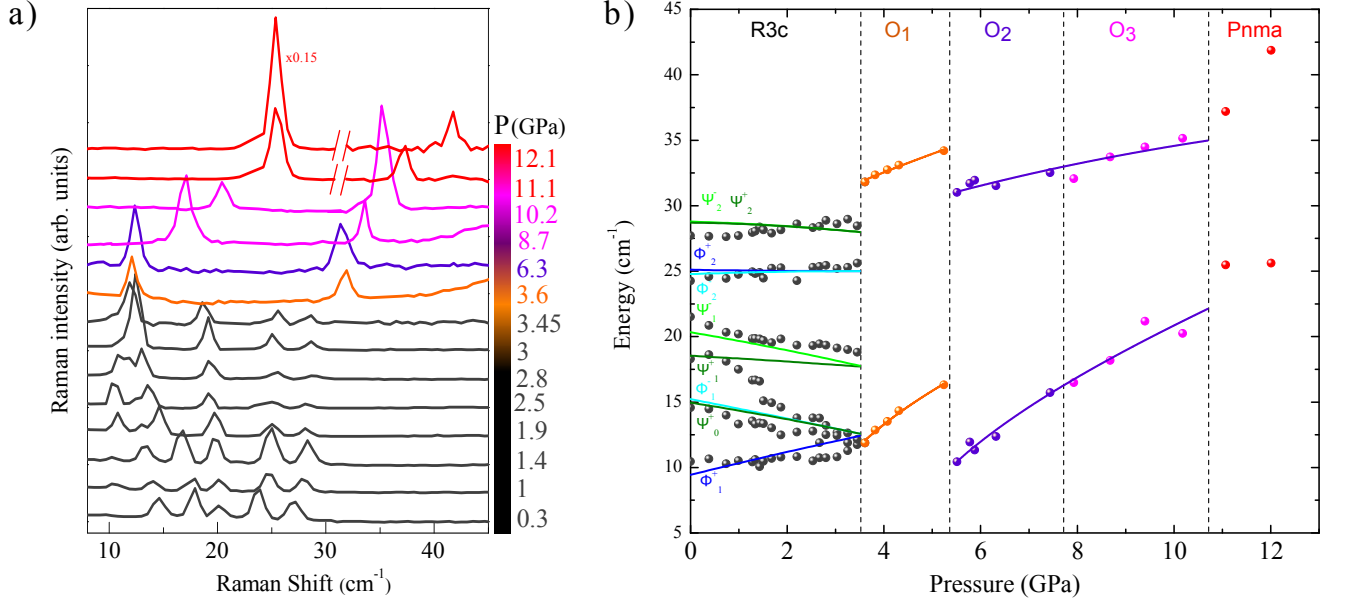 a)
x0.15
P(GPa)
12.1
11.1
10.2
8.7
6.3
3.6
3.45
3
2.8
2.5
1.9
1.4
1
0.3
Raman intensity (arb. units)
10 20 30 40
Raman Shift (cm-1)
b)
R3c O1 O2 O3 Pnma
45
40
35
30
25
20
15
10
5
Ψ-2 Ψ+2
Φ+2
Φ-2
Ψ-1
Ψ+1
Φ-1
Ψ+0
Φ+1
Energy (cm-1)
0 2 4 6 8 10 12
Pressure (GPa)